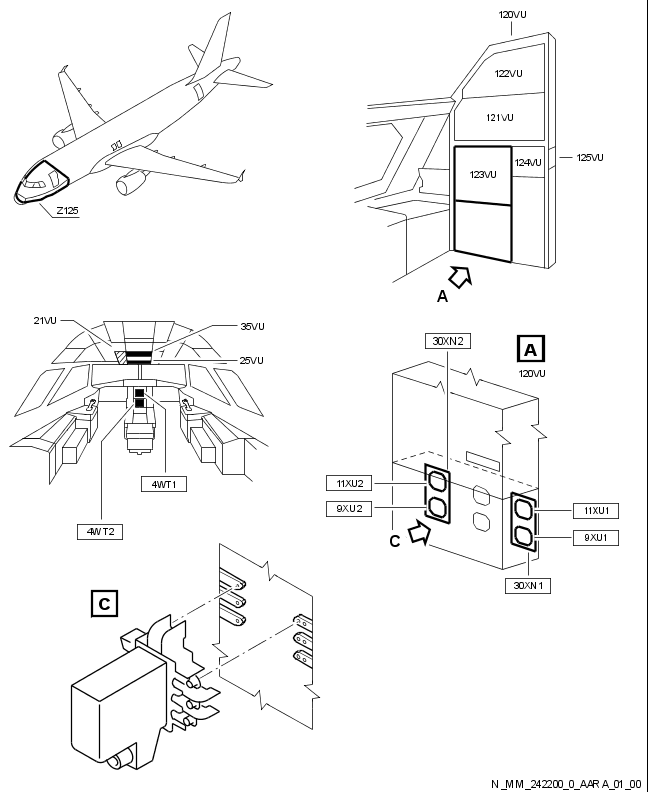 120VU
122VU
121VU
124VU
125VU
123VU
Z125
A
21VU
35VU
25VU
4WT1
4WT2
30XN2
A
120VU
11XU2
9XU2
11XU1
9XU1
C
30XN1
C
N_MM_242200_0_AARA_01_00